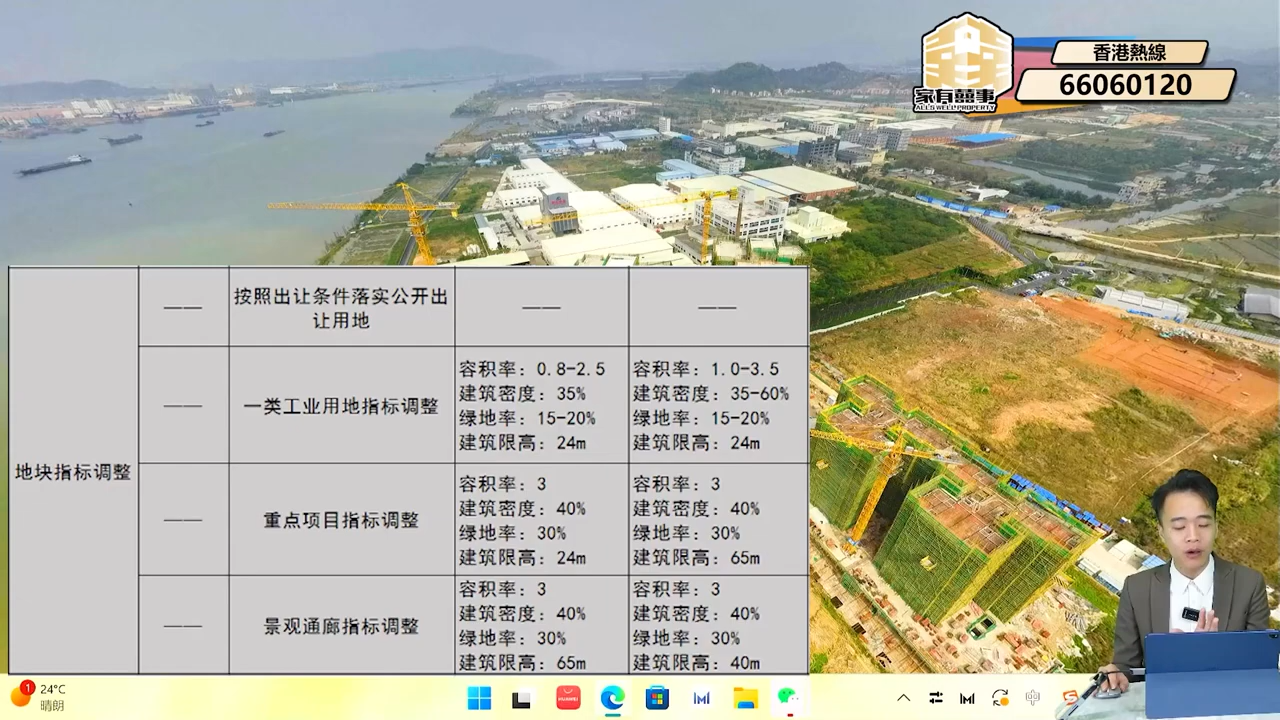 香港熱線
66060120
家有囍事
ALLS WELL PROPERTY
地块指标调整
——
按照出让条件落实公开出
让用地
——
——
——
一类工业用地指标调整
容积率：0.8-2.5
建筑密度：35%
绿地率：15-20%
建筑限高：24m
容积率：1.0-3.5
建筑密度：35-60%
绿地率：15-20%
建筑限高：24m
——
重点项目指标调整
容积率：3
建筑密度：40%
绿地率：30%
建筑限高：24m
容积率：3
建筑密度：40%
绿地率：30%
建筑限高：65m
——
景观通廊指标调整
容积率：3
建筑密度：40%
绿地率：30%
建筑限高：65m
容积率：3
建筑密度：40%
绿地率：30%
建筑限高：40m
1
24°C
晴朗
HUAWEI
中